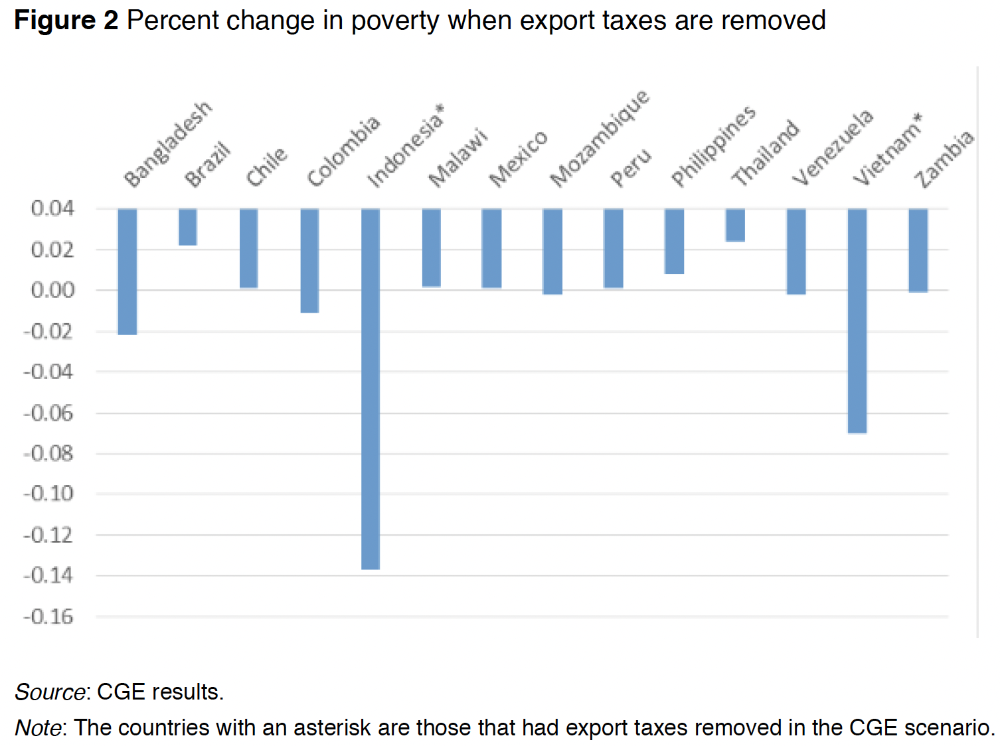 Figure 2 Percent change in poverty when export taxes are removed
Bangladesh
Brazil
Chile
Colombia
Indonesia*
Malawi
Mexico
Mozambique
Peru
Philippines
Thailand
Venezuela
Vietnam*
Zambia
0.04
0.02
0.00
-0.02
-0.04
-0.06
-0.08
-0.10
-0.12
-0.14
-0.16
Source: CGE results.
Note: The countries with an asterisk are those that had export taxes removed in the CGE scenario.